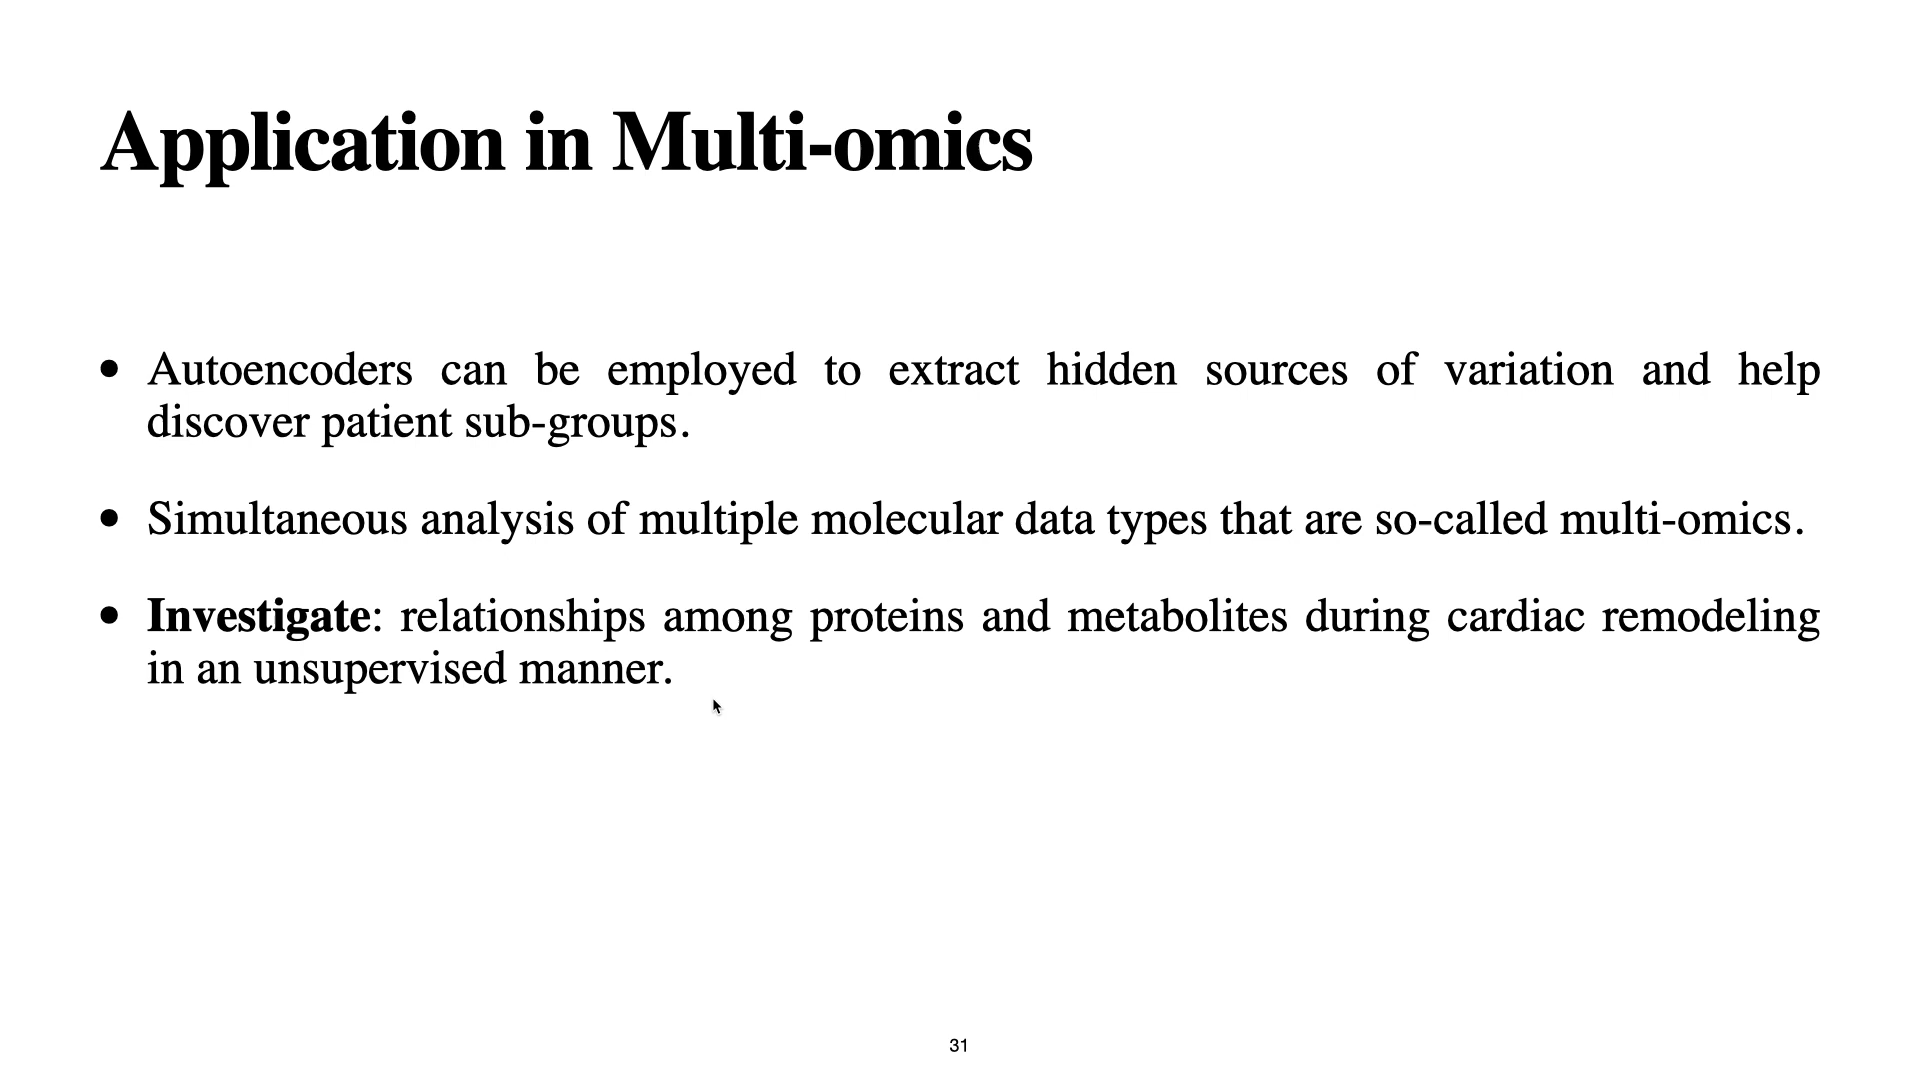 Application in Multi-omics
• Autoencoders can be employed to extract hidden sources of variation and help
discover patient sub-groups.
• Simultaneous analysis of multiple molecular data types that are so-called multi-omics.
• Investigate: relationships among proteins and metabolites during cardiac remodeling
in an unsupervised manner.
31